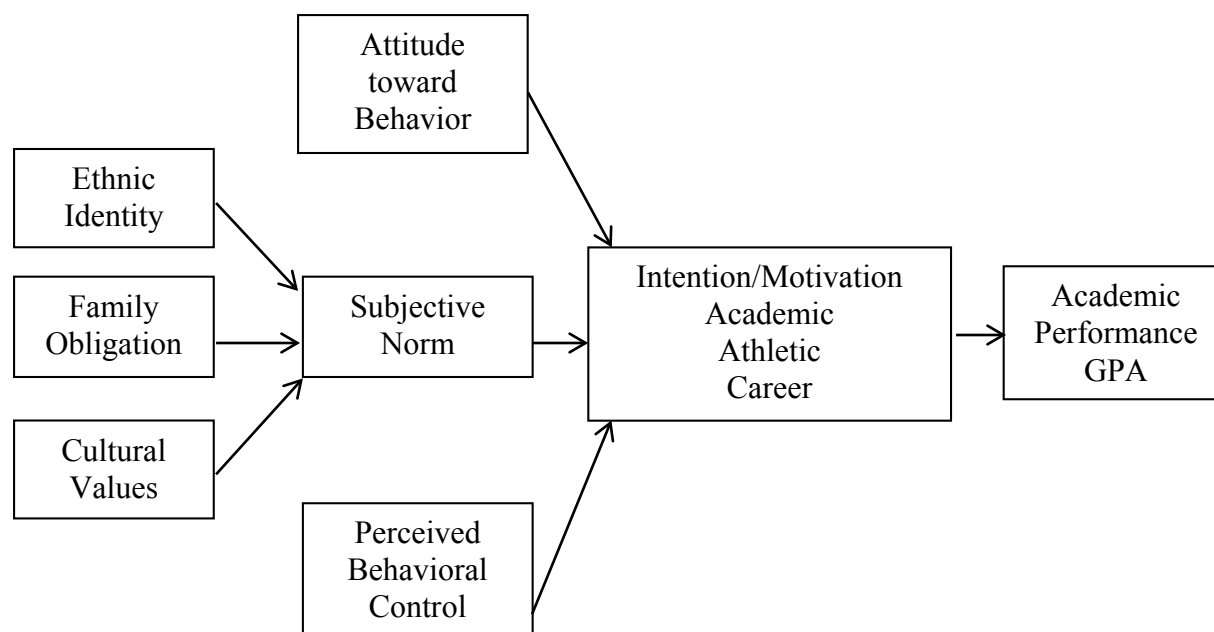 Attitude
toward
Behavior
Ethnic
Identity
Family
Obligation
Cultural
Values
Subjective
Norm
Perceived
Behavioral
Control
Intention/Motivation
Academic
Athletic
Career
Academic
Performance
GPA